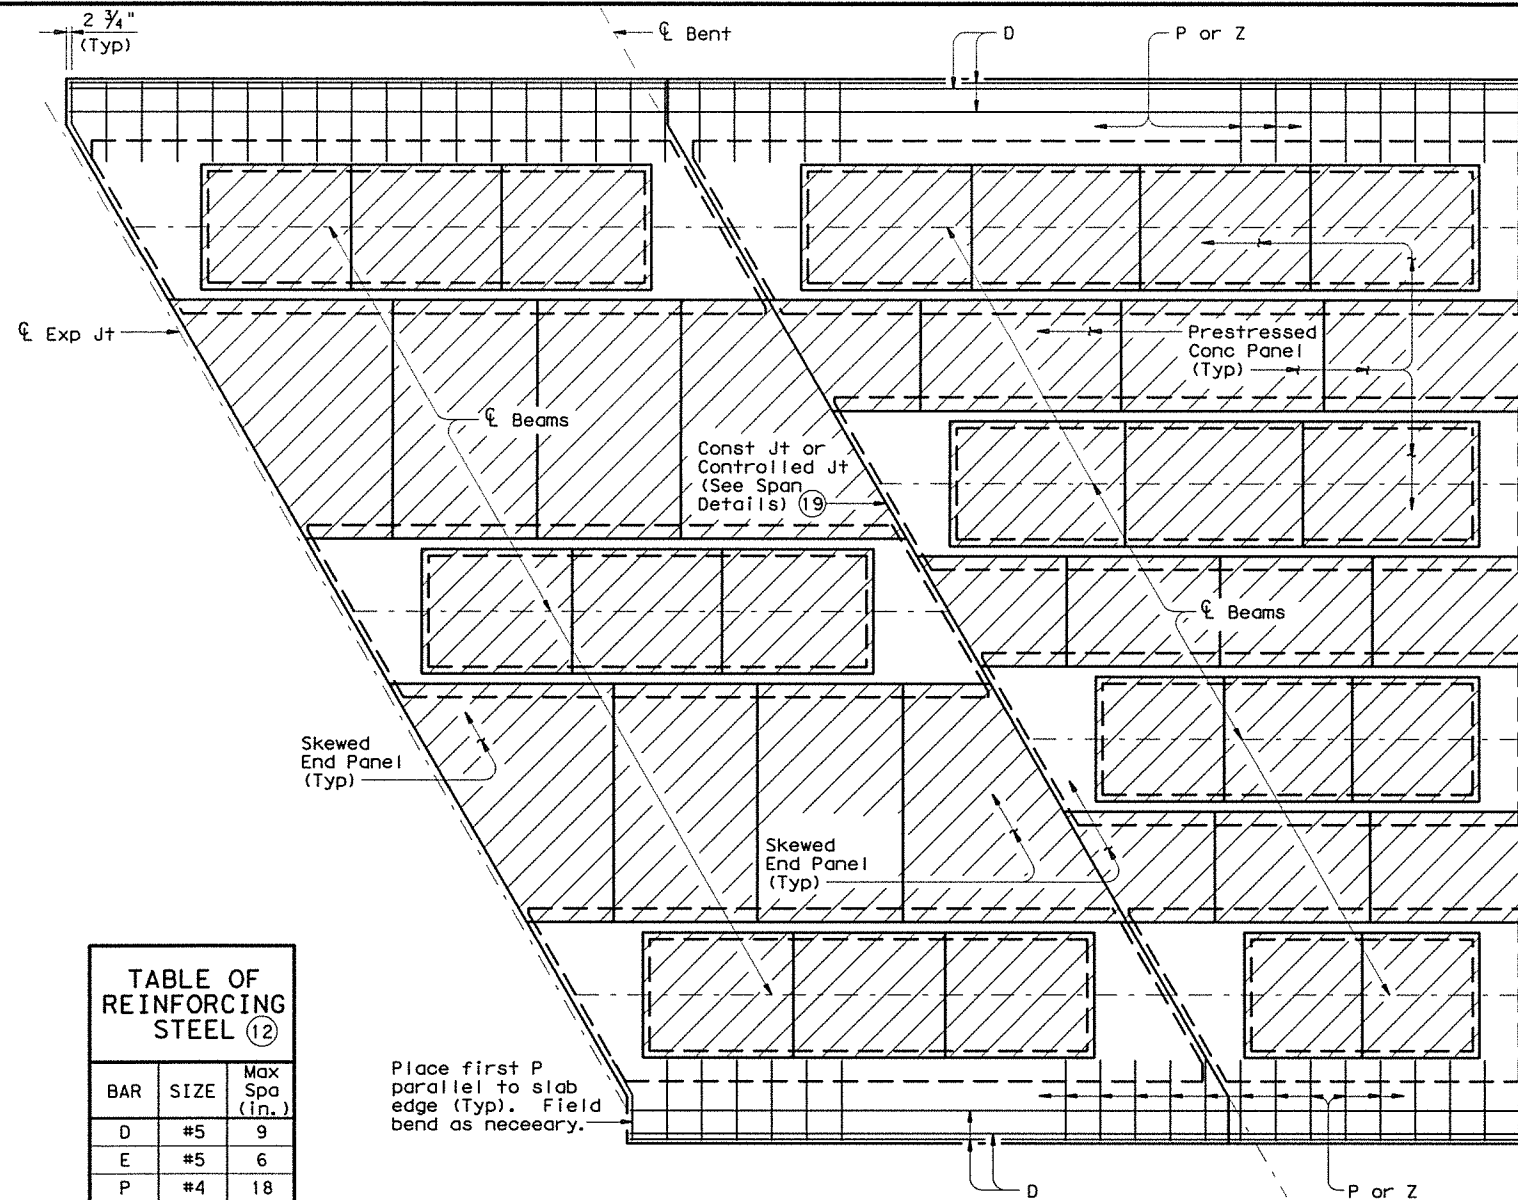 2 ¾"
(Typ)
℄ Bent
D
P or Z
℄ Exp Jt
℄ Beams
Prestressed
Conc Panel
(Typ)
Const Jt or
Controlled Jt
(See Span
Details) 19
℄ Beams
Skewed
End Panel
(Typ)
Skewed
End Panel
(Typ)
TABLE OF
REINFORCING
STEEL 12
BAR SIZE Max Spa (in.)
D #5 9
E #5 6
P #4 18
Place first P
parallel to slab
edge (Typ). Field
bend as neceeary.
D
P or Z